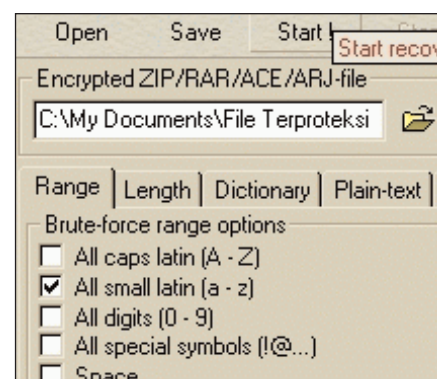 Open Save Start
Start recov
Encrypted ZIP/RAR/ACE/ARJ-file
C:\My Documents\File Terproteksi
Range Length Dictionary Plain-text
Brute-force range options
All caps latin (A - Z)
All small latin (a - z)
All digits (0 - 9)
All special symbols (!@...)
Space